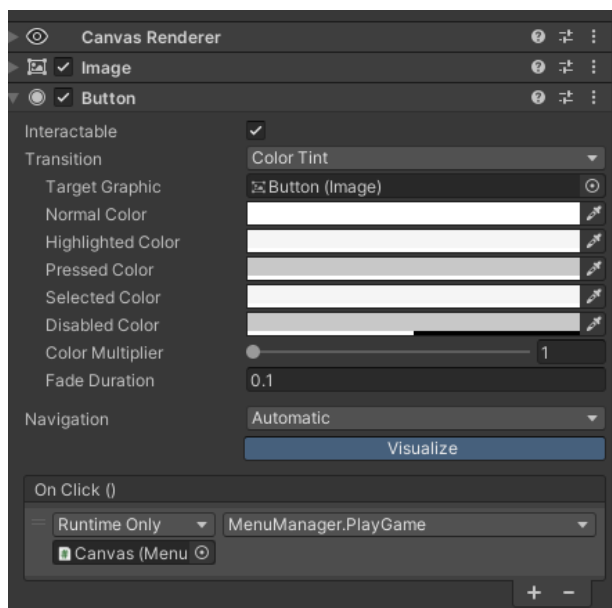 Canvas Renderer
Image
Button
Interactable
Transition Color Tint
Target Graphic Button (Image)
Normal Color
Highlighted Color
Pressed Color
Selected Color
Disabled Color
Color Multiplier 1
Fade Duration 0.1
Navigation Automatic
Visualize
On Click ()
Runtime Only MenuManager.PlayGame
Canvas (Menu